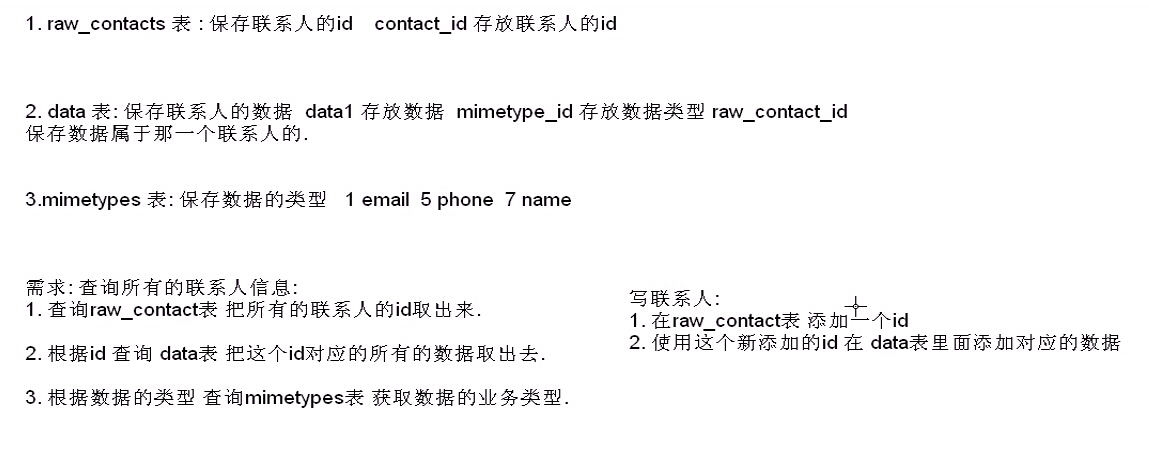 1. raw_contacts 表 : 保存联系人的id    contact_id 存放联系人的id
2. data 表: 保存联系人的数据  data1 存放数据  mimetype_id 存放数据类型 raw_contact_id
保存数据属于那一个联系人的.
3.mimetypes 表: 保存数据的类型   1 email  5 phone  7 name
需求: 查询所有的联系人信息:
1. 查询raw_contact表 把所有的联系人的id取出来.
2. 根据id 查询 data表 把这个id对应的所有的数据取出去.
3. 根据数据的类型 查询mimetypes表 获取数据的业务类型.
写联系人:
1. 在raw_contact表 添加一个id
2. 使用这个新添加的id 在 data表里面添加对应的数据